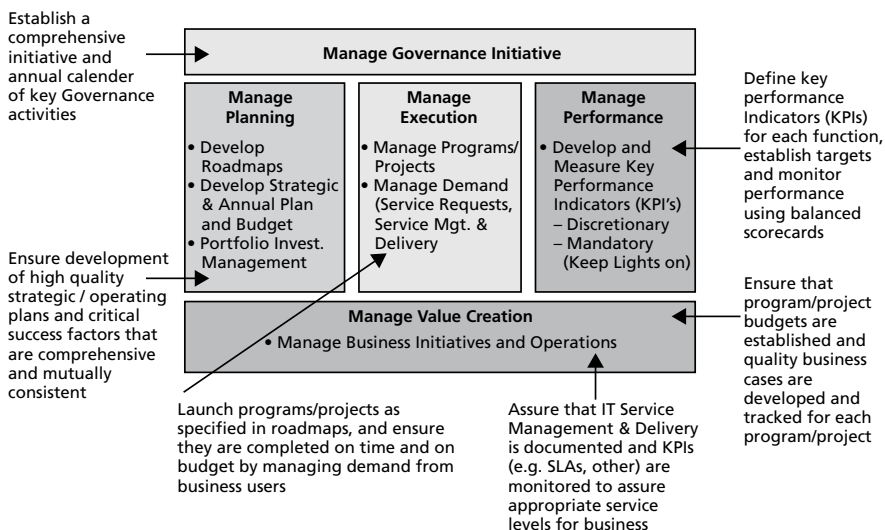 Establish a
comprehensive
initiative and
annual calender
of key Governance
activities
Manage Governance Initiative
Manage
Planning
• Develop
Roadmaps
• Develop Strategic
& Annual Plan
and Budget
• Portfolio Invest.
Management
Manage
Execution
• Manage Programs/
Projects
• Manage Demand
(Service Requests,
Service Mgt. &
Delivery
Manage
Performance
• Develop and
Measure Key
Performance
Indicators (KPI's)
– Discretionary
– Mandatory
(Keep Lights on)
Define key
performance
Indicators (KPIs)
for each function,
establish targets
and monitor
performance
using balanced
scorecards
Ensure development
of high quality
strategic / operating
plans and critical
success factors that
are comprehensive
and mutually
consistent
Manage Value Creation
• Manage Business Initiatives and Operations
Ensure that
program/project
budgets are
established and
quality business
cases are
developed and
tracked for each
program/project
Launch programs/projects as
specified in roadmaps, and ensure
they are completed on time and on
budget by managing demand from
business users
Assure that IT Service
Management & Delivery
is documented and KPIs
(e.g. SLAs, other) are
monitored to assure
appropriate service
levels for business